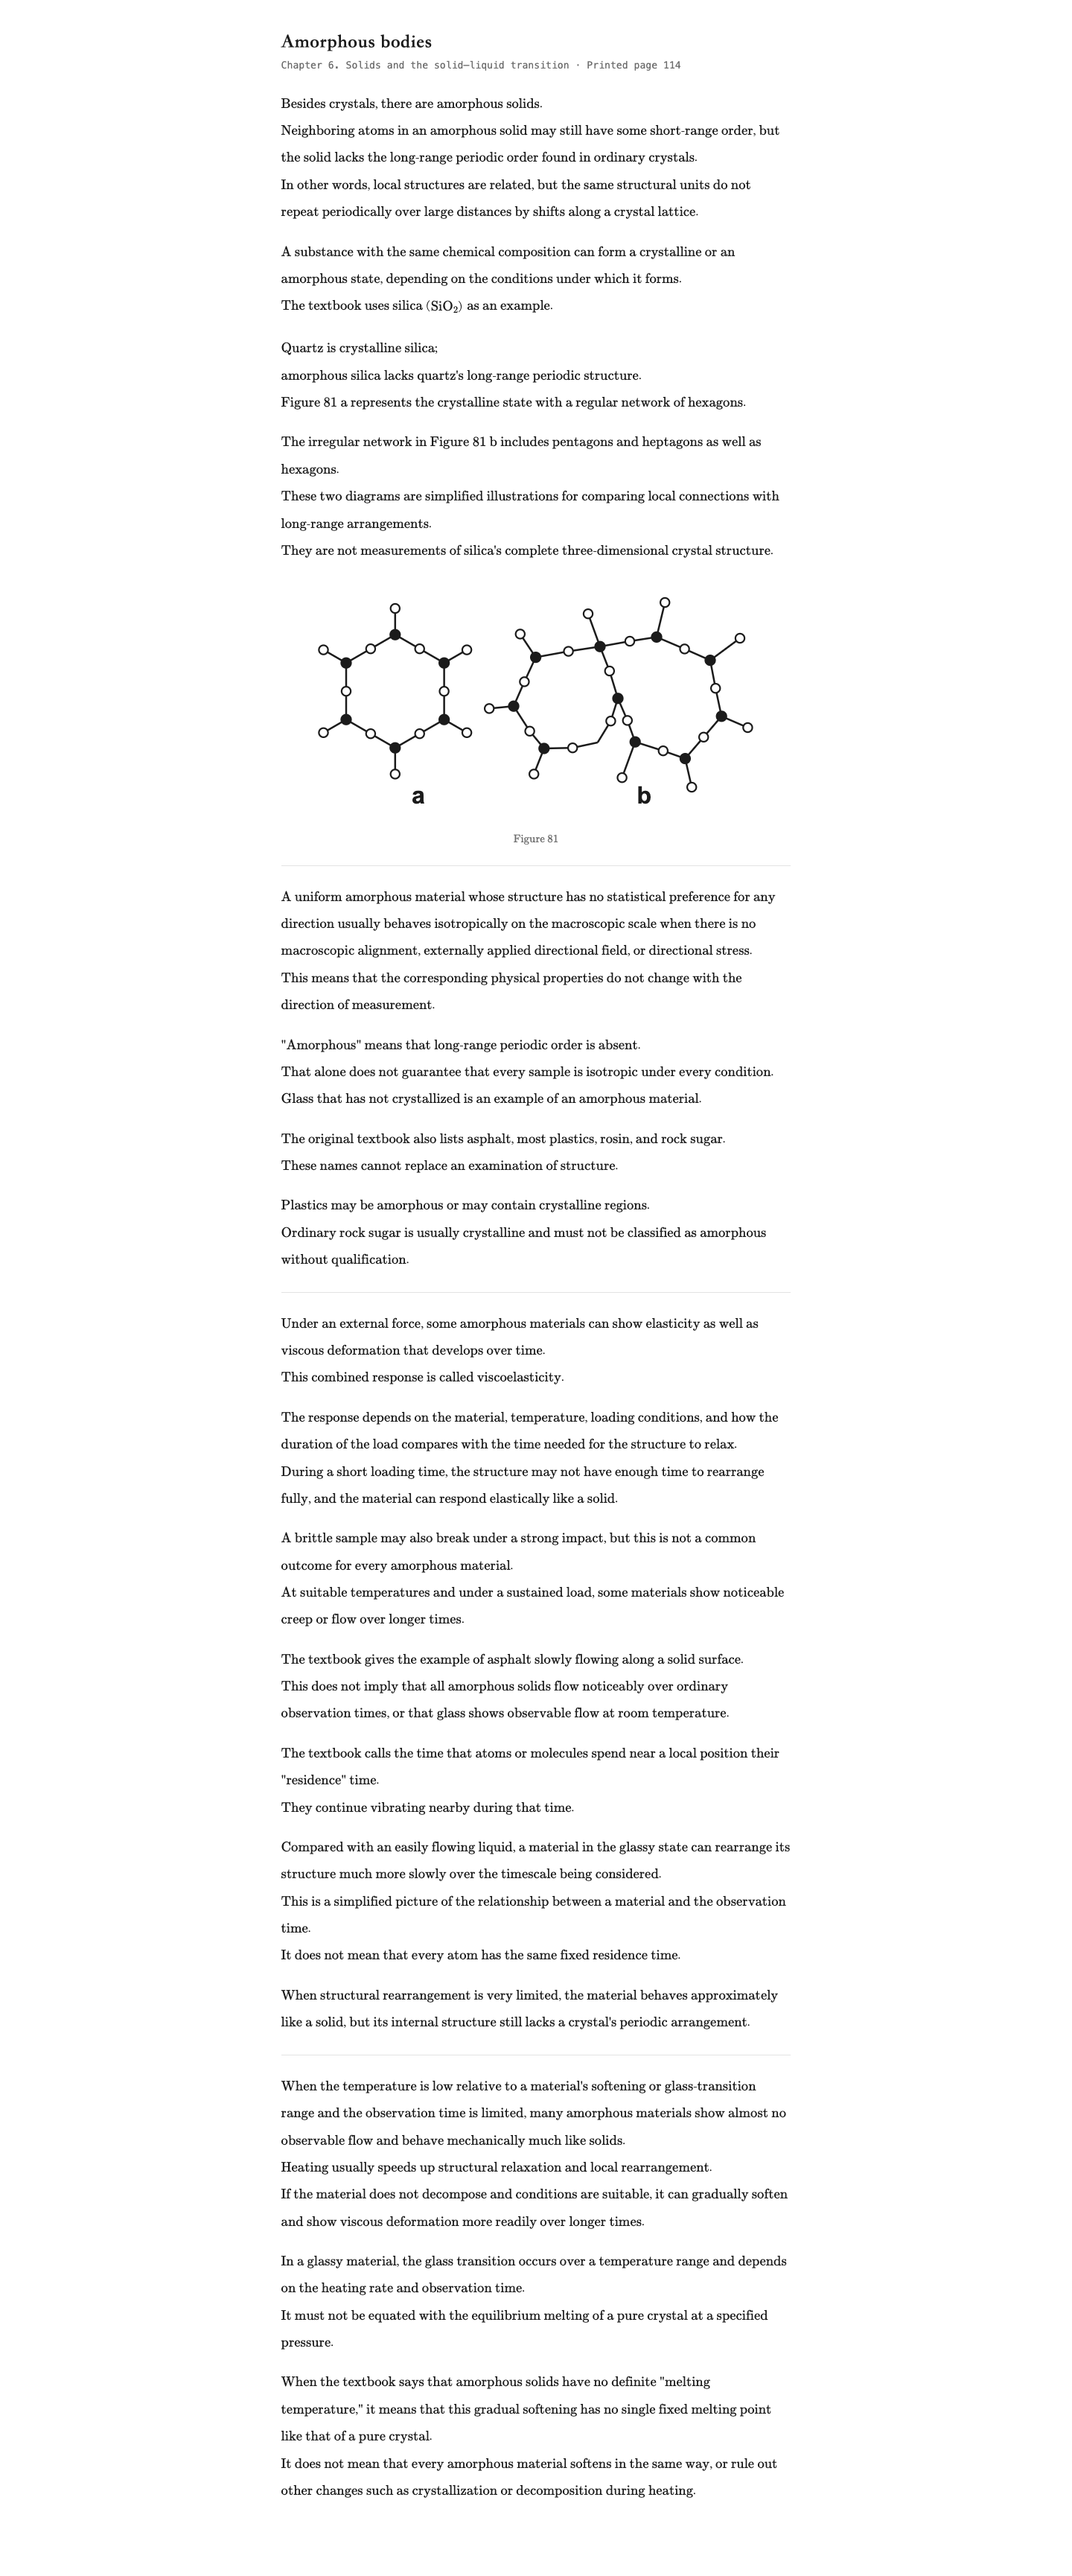 Amorphous bodies
Chapter 6. Solids and the solid–liquid transition · Printed page 114
Besides crystals, there are amorphous solids.
Neighboring atoms in an amorphous solid may still have some short-range order, but
the solid lacks the long-range periodic order found in ordinary crystals.
In other words, local structures are related, but the same structural units do not
repeat periodically over large distances by shifts along a crystal lattice.
A substance with the same chemical composition can form a crystalline or an
amorphous state, depending on the conditions under which it forms.
The textbook uses silica (SiO₂) as an example.
Quartz is crystalline silica;
amorphous silica lacks quartz's long-range periodic structure.
Figure 81 a represents the crystalline state with a regular network of hexagons.
The irregular network in Figure 81 b includes pentagons and heptagons as well as
hexagons.
These two diagrams are simplified illustrations for comparing local connections with
long-range arrangements.
They are not measurements of silica's complete three-dimensional crystal structure.
a
b
Figure 81
A uniform amorphous material whose structure has no statistical preference for any
direction usually behaves isotropically on the macroscopic scale when there is no
macroscopic alignment, externally applied directional field, or directional stress.
This means that the corresponding physical properties do not change with the
direction of measurement.
"Amorphous" means that long-range periodic order is absent.
That alone does not guarantee that every sample is isotropic under every condition.
Glass that has not crystallized is an example of an amorphous material.
The original textbook also lists asphalt, most plastics, rosin, and rock sugar.
These names cannot replace an examination of structure.
Plastics may be amorphous or may contain crystalline regions.
Ordinary rock sugar is usually crystalline and must not be classified as amorphous
without qualification.
Under an external force, some amorphous materials can show elasticity as well as
viscous deformation that develops over time.
This combined response is called viscoelasticity.
The response depends on the material, temperature, loading conditions, and how the
duration of the load compares with the time needed for the structure to relax.
During a short loading time, the structure may not have enough time to rearrange
fully, and the material can respond elastically like a solid.
A brittle sample may also break under a strong impact, but this is not a common
outcome for every amorphous material.
At suitable temperatures and under a sustained load, some materials show noticeable
creep or flow over longer times.
The textbook gives the example of asphalt slowly flowing along a solid surface.
This does not imply that all amorphous solids flow noticeably over ordinary
observation times, or that glass shows observable flow at room temperature.
The textbook calls the time that atoms or molecules spend near a local position their
"residence" time.
They continue vibrating nearby during that time.
Compared with an easily flowing liquid, a material in the glassy state can rearrange its
structure much more slowly over the timescale being considered.
This is a simplified picture of the relationship between a material and the observation
time.
It does not mean that every atom has the same fixed residence time.
When structural rearrangement is very limited, the material behaves approximately
like a solid, but its internal structure still lacks a crystal's periodic arrangement.
When the temperature is low relative to a material's softening or glass-transition
range and the observation time is limited, many amorphous materials show almost no
observable flow and behave mechanically much like solids.
Heating usually speeds up structural relaxation and local rearrangement.
If the material does not decompose and conditions are suitable, it can gradually soften
and show viscous deformation more readily over longer times.
In a glassy material, the glass transition occurs over a temperature range and depends
on the heating rate and observation time.
It must not be equated with the equilibrium melting of a pure crystal at a specified
pressure.
When the textbook says that amorphous solids have no definite "melting
temperature," it means that this gradual softening has no single fixed melting point
like that of a pure crystal.
It does not mean that every amorphous material softens in the same way, or rule out
other changes such as crystallization or decomposition during heating.